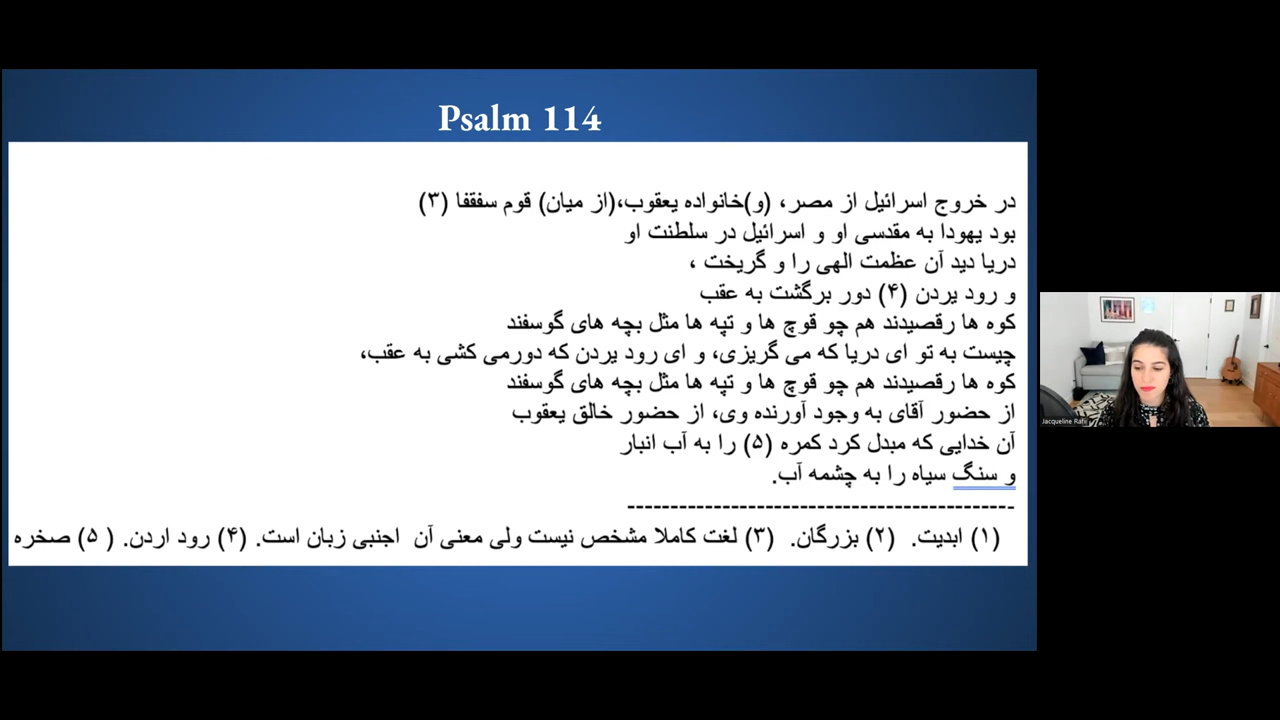 Psalm 114
در خروج اسرائیل از مصر، (و)خانواده یعقوب،(از میان) قوم سفقفا (۳)
بود یهودا به مقدسی او و اسرائیل در سلطنت او
دریا دید آن عظمت الهی را و گریخت ،
و رود یردن (۴) دور برگشت به عقب
کوه ها رقصیدند هم چو قوچ ها و تپه ها مثل بچه های گوسفند
چیست به تو ای دریا که می گریزی، و ای رود یردن که دورمی کشی به عقب،
کوه ها رقصیدند هم چو قوچ ها و تپه ها مثل بچه های گوسفند
از حضور آقای به وجود آورنده وی، از حضور خالق یعقوب
آن خدایی که مبدل کرد کمره (۵) را به آب انبار
و سنگ سیاه را به چشمه آب.
--------------------------------------------
(۱) ابدیت. (۲) بزرگان. (۳) لغت کاملا مشخص نیست ولی معنی آن اجنبی زبان است. (۴) رود اردن. ( ۵) صخره
Jacqueline Rafii